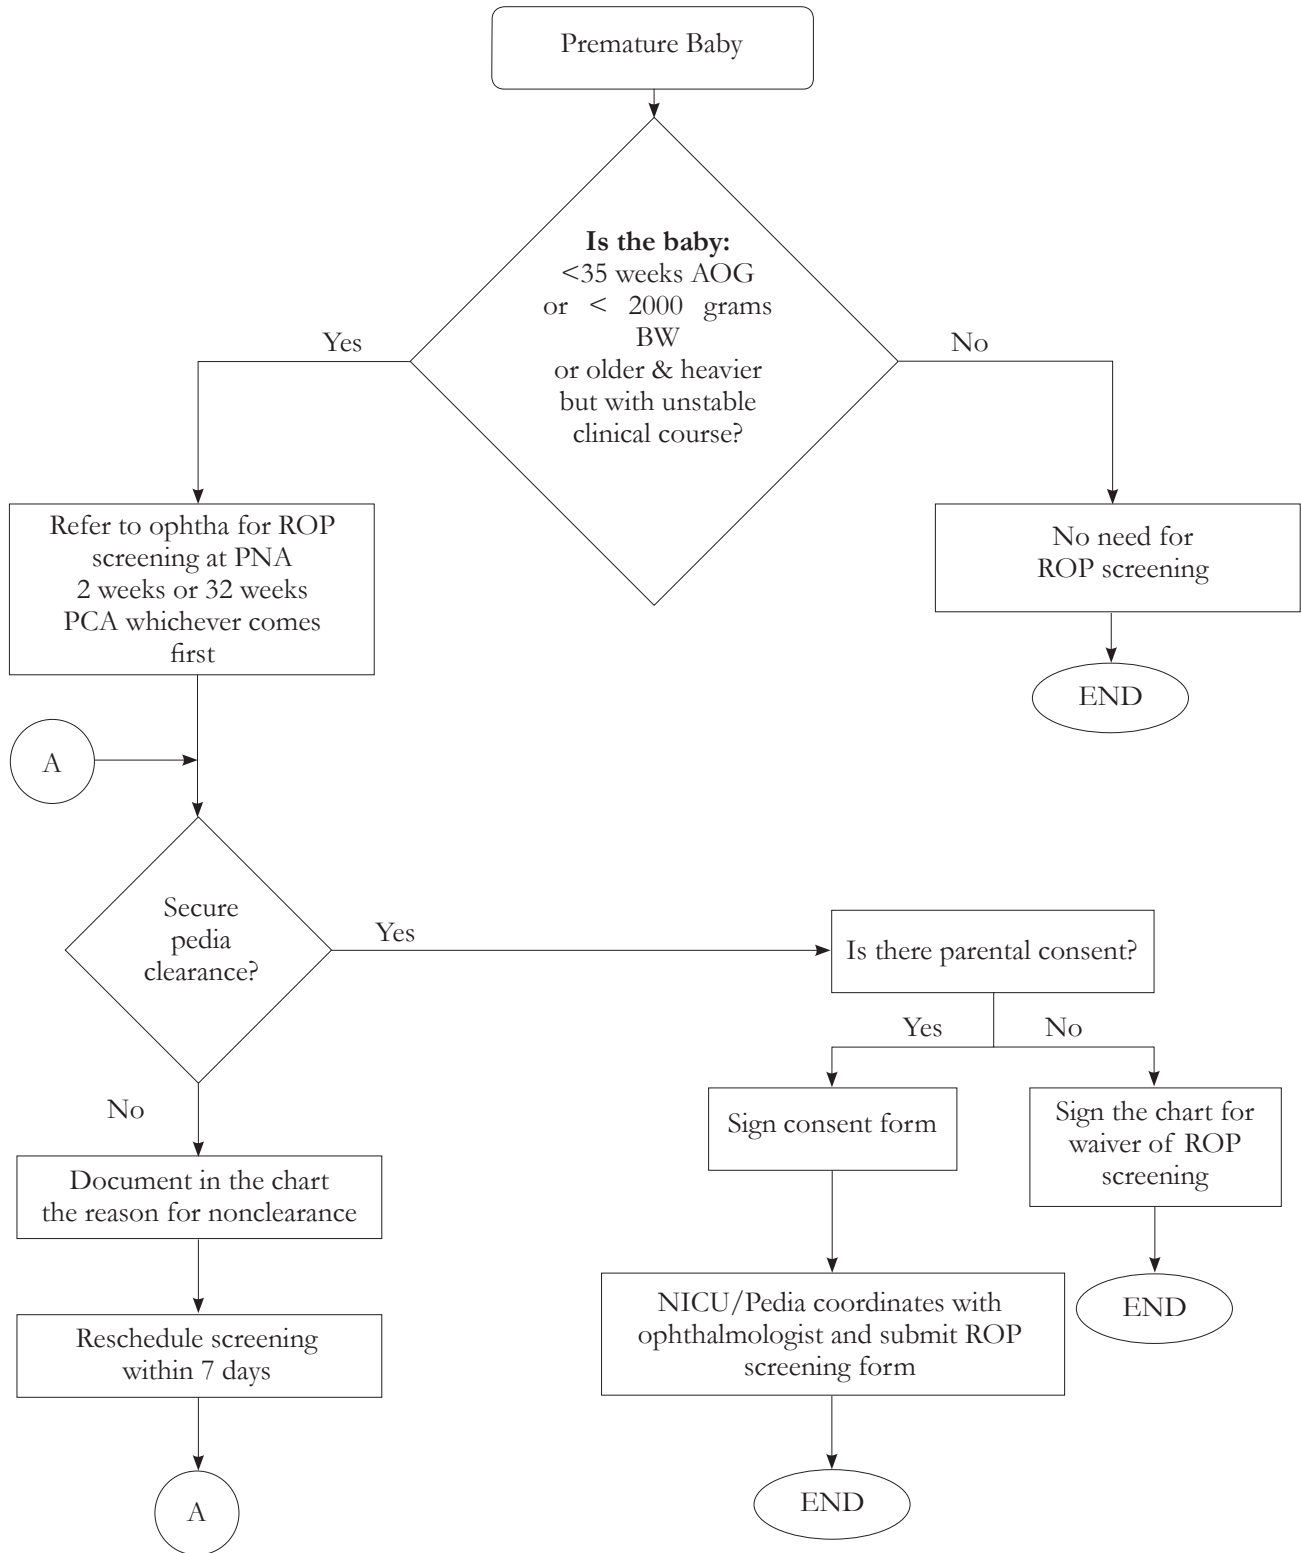 Premature Baby
Is the baby:
<35 weeks AOG
or < 2000 grams
BW
or older & heavier
but with unstable
clinical course?
Yes
No
Refer to ophtha for ROP
screening at PNA
2 weeks or 32 weeks
PCA whichever comes
first
No need for
ROP screening
END
A
Secure
pedia
clearance?
Yes
Is there parental consent?
Yes
No
No
Sign consent form
Sign the chart for
waiver of ROP
screening
Document in the chart
the reason for nonclearance
NICU/Pedia coordinates with
ophthalmologist and submit ROP
screening form
END
Reschedule screening
within 7 days
A
END